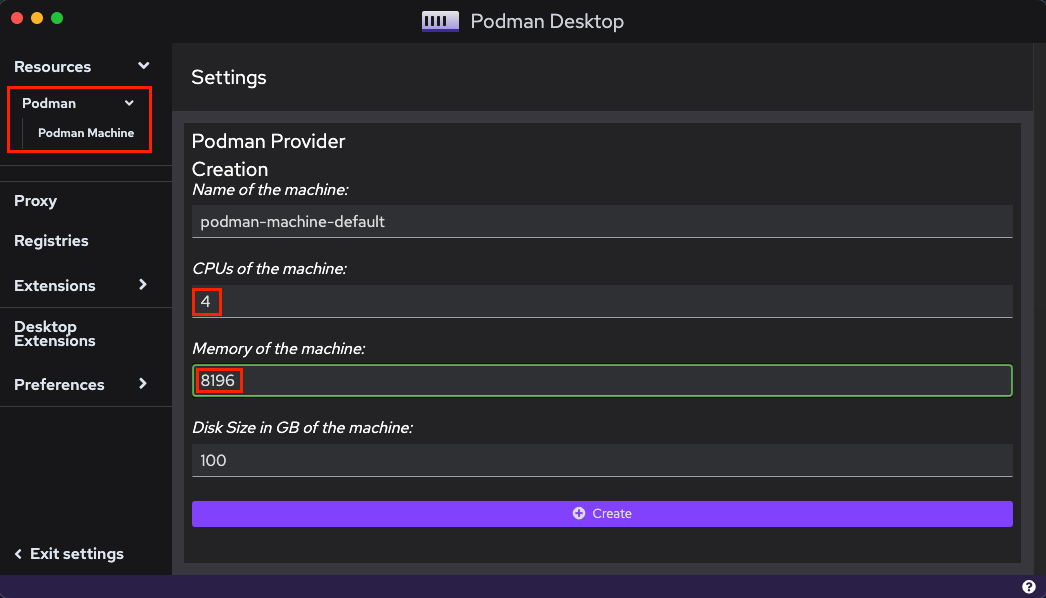 Podman Desktop
Resources
Podman
Podman Machine
Proxy
Registries
Extensions
Desktop
Extensions
Preferences
Exit settings
Settings
Podman Provider
Creation
Name of the machine:
podman-machine-default
CPUs of the machine:
4
Memory of the machine:
8196
Disk Size in GB of the machine:
100
Create
?